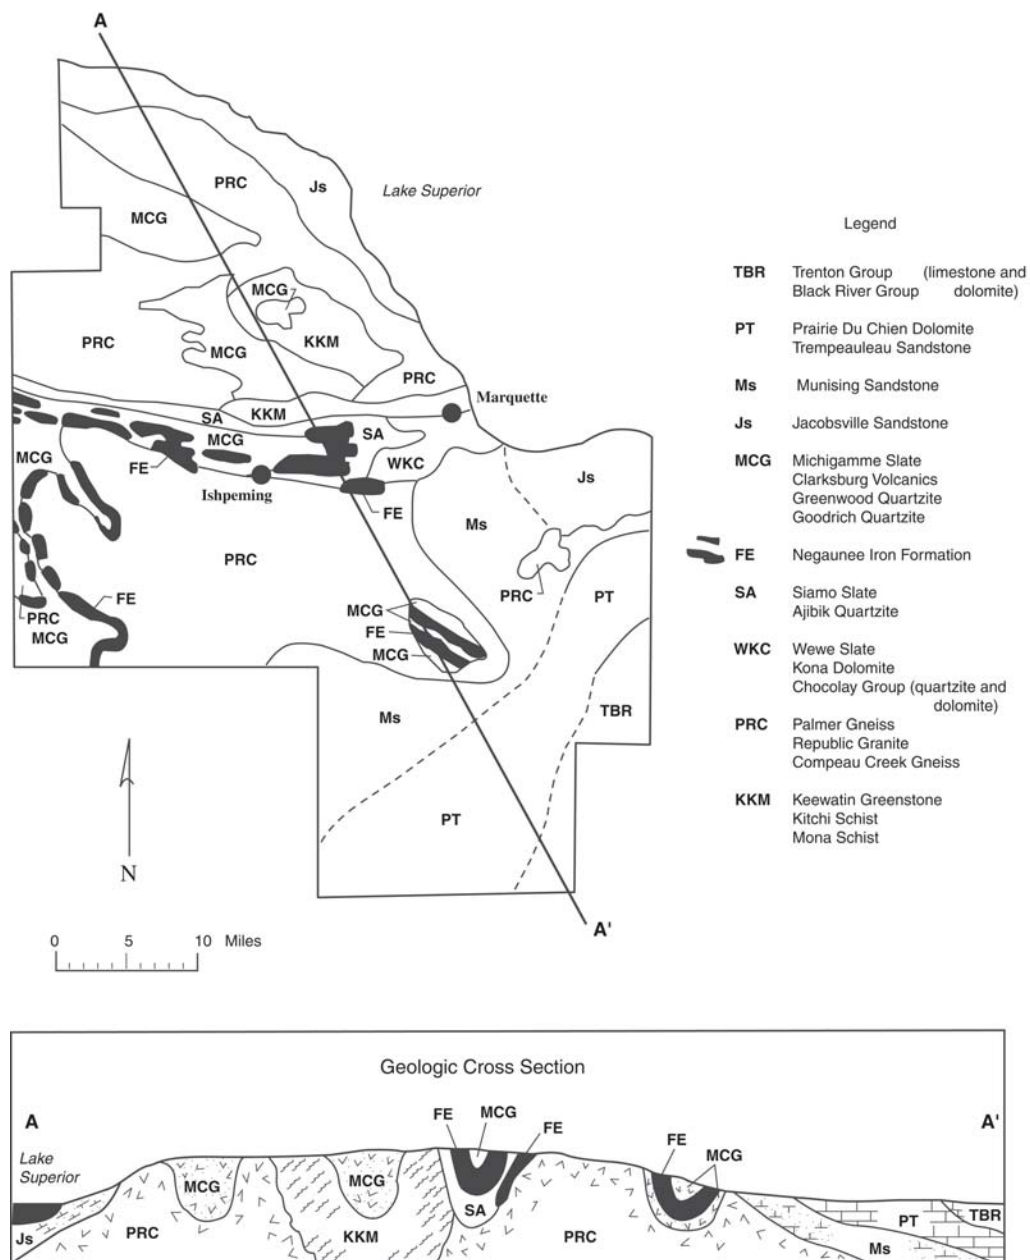 A
PRC
Js
Lake Superior
MCG
MCG
KKM
PRC
MCG
PRC
Marquette
SA
KKM
SA
MCG
MCG
FE
WKC
Ishpeming
Js
FE
Ms
PRC
PRC
PT
FE
MCG
PRC
FE
MCG
MCG
Ms
TBR
PT
N
A'
0 5 10 Miles
Legend
TBR Trenton Group (limestone and
Black River Group dolomite)
PT Prairie Du Chien Dolomite
Trempeauleau Sandstone
Ms Munising Sandstone
Js Jacobsville Sandstone
MCG Michigamme Slate
Clarksburg Volcanics
Greenwood Quartzite
Goodrich Quartzite
FE Negaunee Iron Formation
SA Siamo Slate
Ajibik Quartzite
WKC Wewe Slate
Kona Dolomite
Chocolay Group (quartzite and
dolomite)
PRC Palmer Gneiss
Republic Granite
Compeau Creek Gneiss
KKM Keewatin Greenstone
Kitchi Schist
Mona Schist
Geologic Cross Section
A
A'
FE MCG
FE
FE
MCG
Lake
Superior
MCG
MCG
SA
PT
TBR
Js
PRC
KKM
PRC
Ms